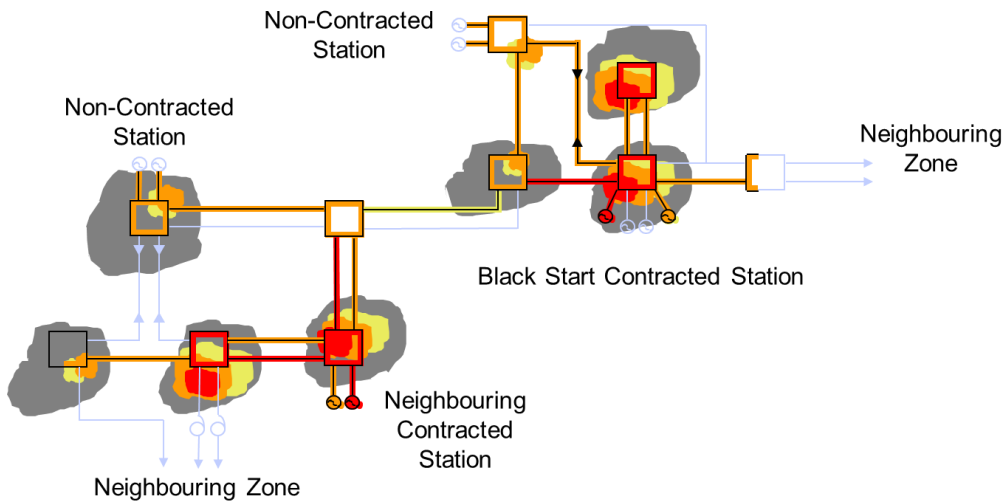 Non-Contracted
Station
Non-Contracted
Station
Neighbouring
Zone
Black Start Contracted Station
Neighbouring
Contracted
Station
Neighbouring Zone